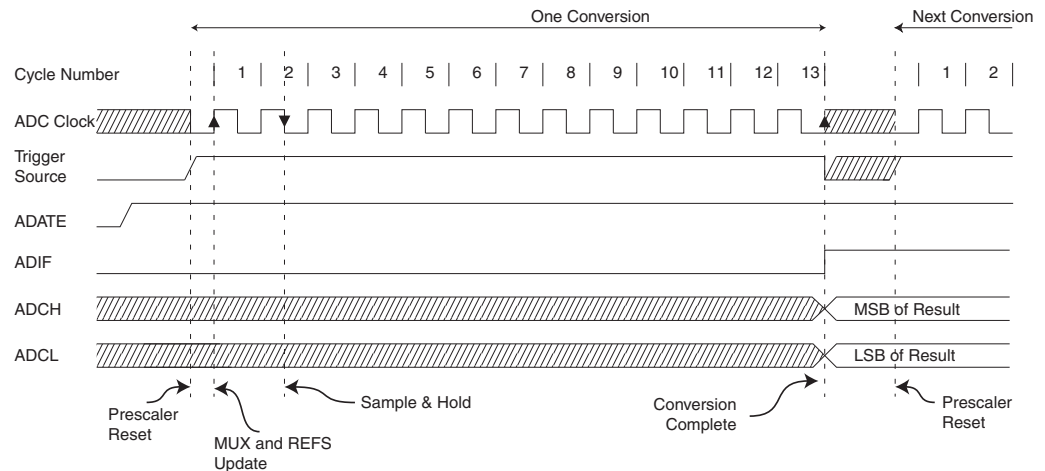 One Conversion
Next Conversion
Cycle Number
1 2 3 4 5 6 7 8 9 10 11 12 13 1 2
ADC Clock
Trigger
Source
ADATE
ADIF
ADCH
MSB of Result
ADCL
LSB of Result
Prescaler
Reset
MUX and REFS
Update
Sample & Hold
Conversion
Complete
Prescaler
Reset